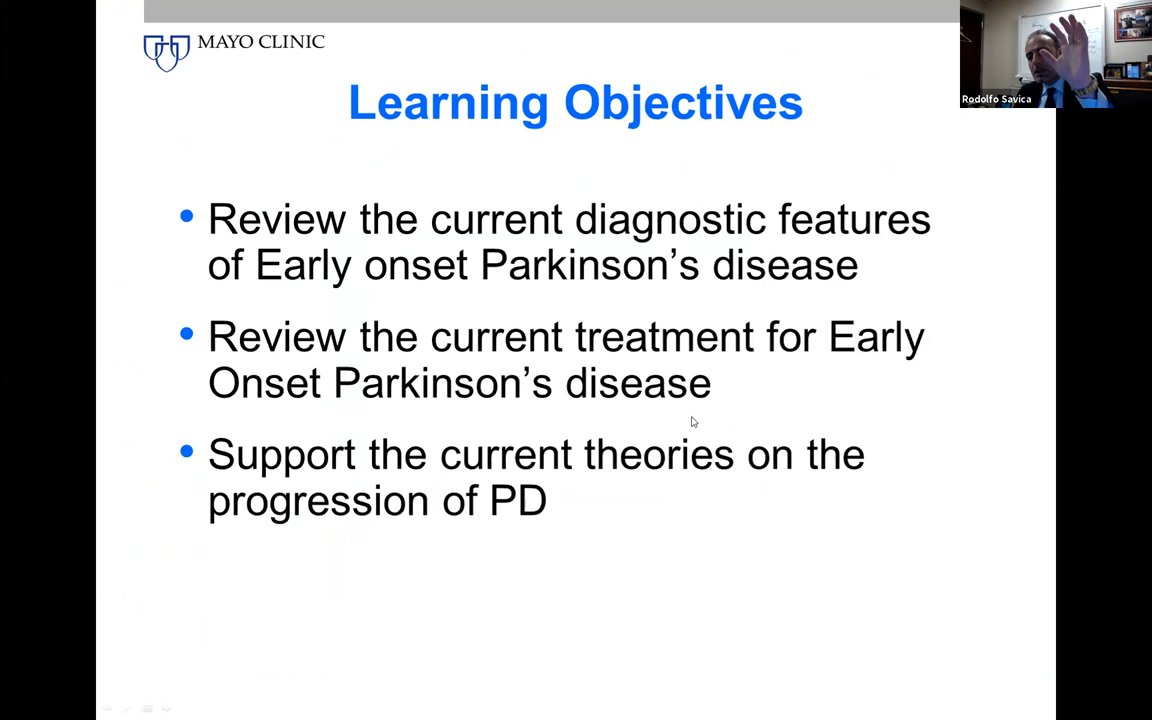 MAYO CLINIC
Rodolfo Savica
Learning Objectives
• Review the current diagnostic features
of Early onset Parkinson's disease
• Review the current treatment for Early
Onset Parkinson's disease
• Support the current theories on the
progression of PD